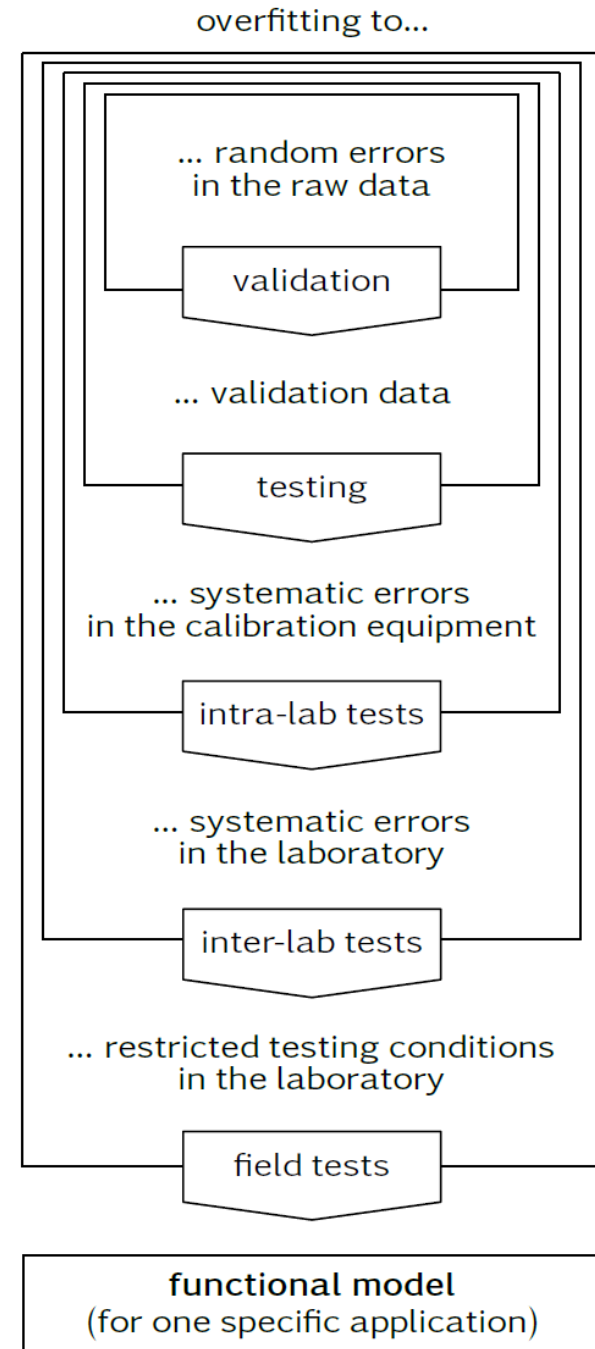 overfitting to...
... random errors
in the raw data
validation
... validation data
testing
... systematic errors
in the calibration equipment
intra-lab tests
... systematic errors
in the laboratory
inter-lab tests
... restricted testing conditions
in the laboratory
field tests
functional model
(for one specific application)